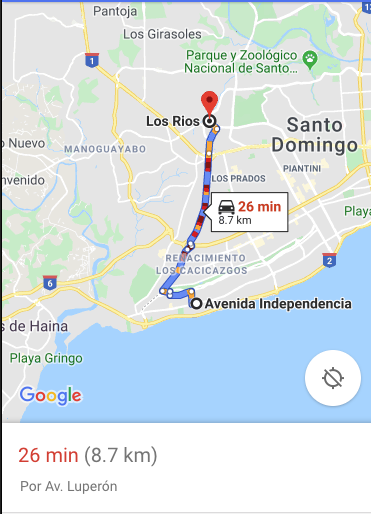 Pantoja
13
Los Girasoles
1
Parque y Zoológico
Nacional de Santo...
Los Rios
Santo
Domingo
o Nuevo
MANOGUAYABO
PIANTINI
nvenido
LOS PRADOS
26 min
8.7 km
Playa
RENACIMIENTO
LOS CACICAZGOS
2
6
Avenida Independencia
s de Haina
Playa Gringo
Google
26 min (8.7 km)
Por Av. Luperón